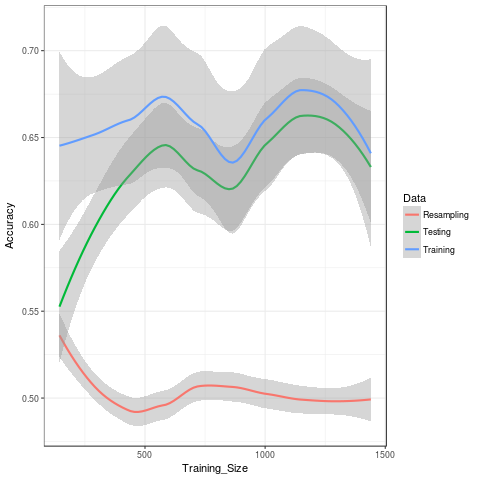 0.70
0.65
0.60
0.55
0.50
Accuracy
500
1000
1500
Training_Size
Data
Resampling
Testing
Training